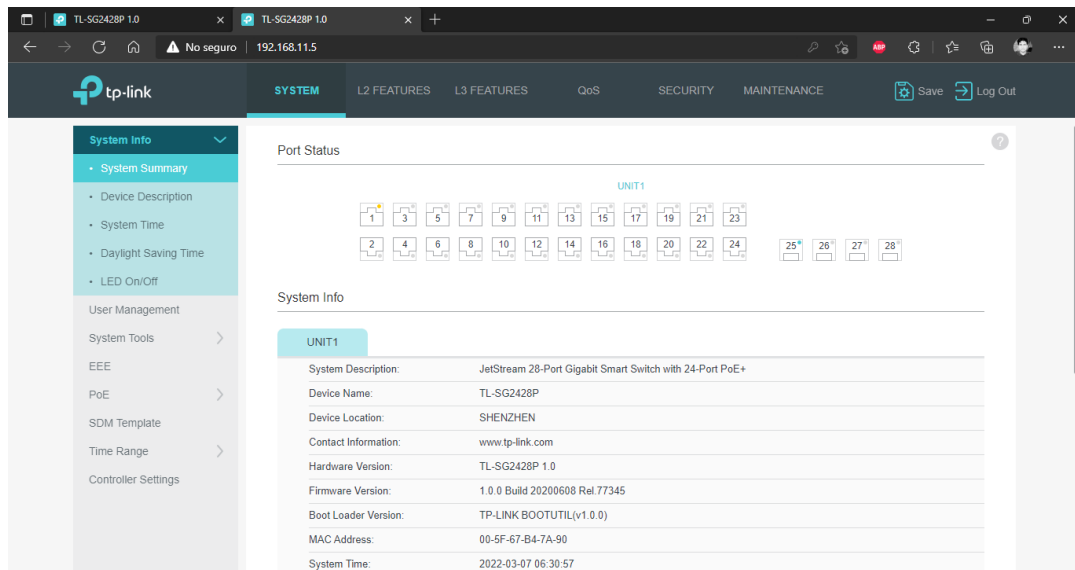 TL-SG2428P 1.0 TL-SG2428P 1.0
No seguro 192.168.11.5 ABP
tp-link SYSTEM L2 FEATURES L3 FEATURES QoS SECURITY MAINTENANCE Save Log Out
System Info
System Summary
Device Description
System Time
Daylight Saving Time
LED On/Off
User Management
System Tools
EEE
PoE
SDM Template
Time Range
Controller Settings
Port Status ?
UNIT1
1 3 5 7 9 11 13 15 17 19 21 23
2 4 6 8 10 12 14 16 18 20 22 24 25 26 27 28
System Info
UNIT1
System Description: JetStream 28-Port Gigabit Smart Switch with 24-Port PoE+
Device Name: TL-SG2428P
Device Location: SHENZHEN
Contact Information: www.tp-link.com
Hardware Version: TL-SG2428P 1.0
Firmware Version: 1.0.0 Build 20200608 Rel.77345
Boot Loader Version: TP-LINK BOOTUTIL(v1.0.0)
MAC Address: 00-5F-67-B4-7A-90
System Time: 2022-03-07 06:30:57